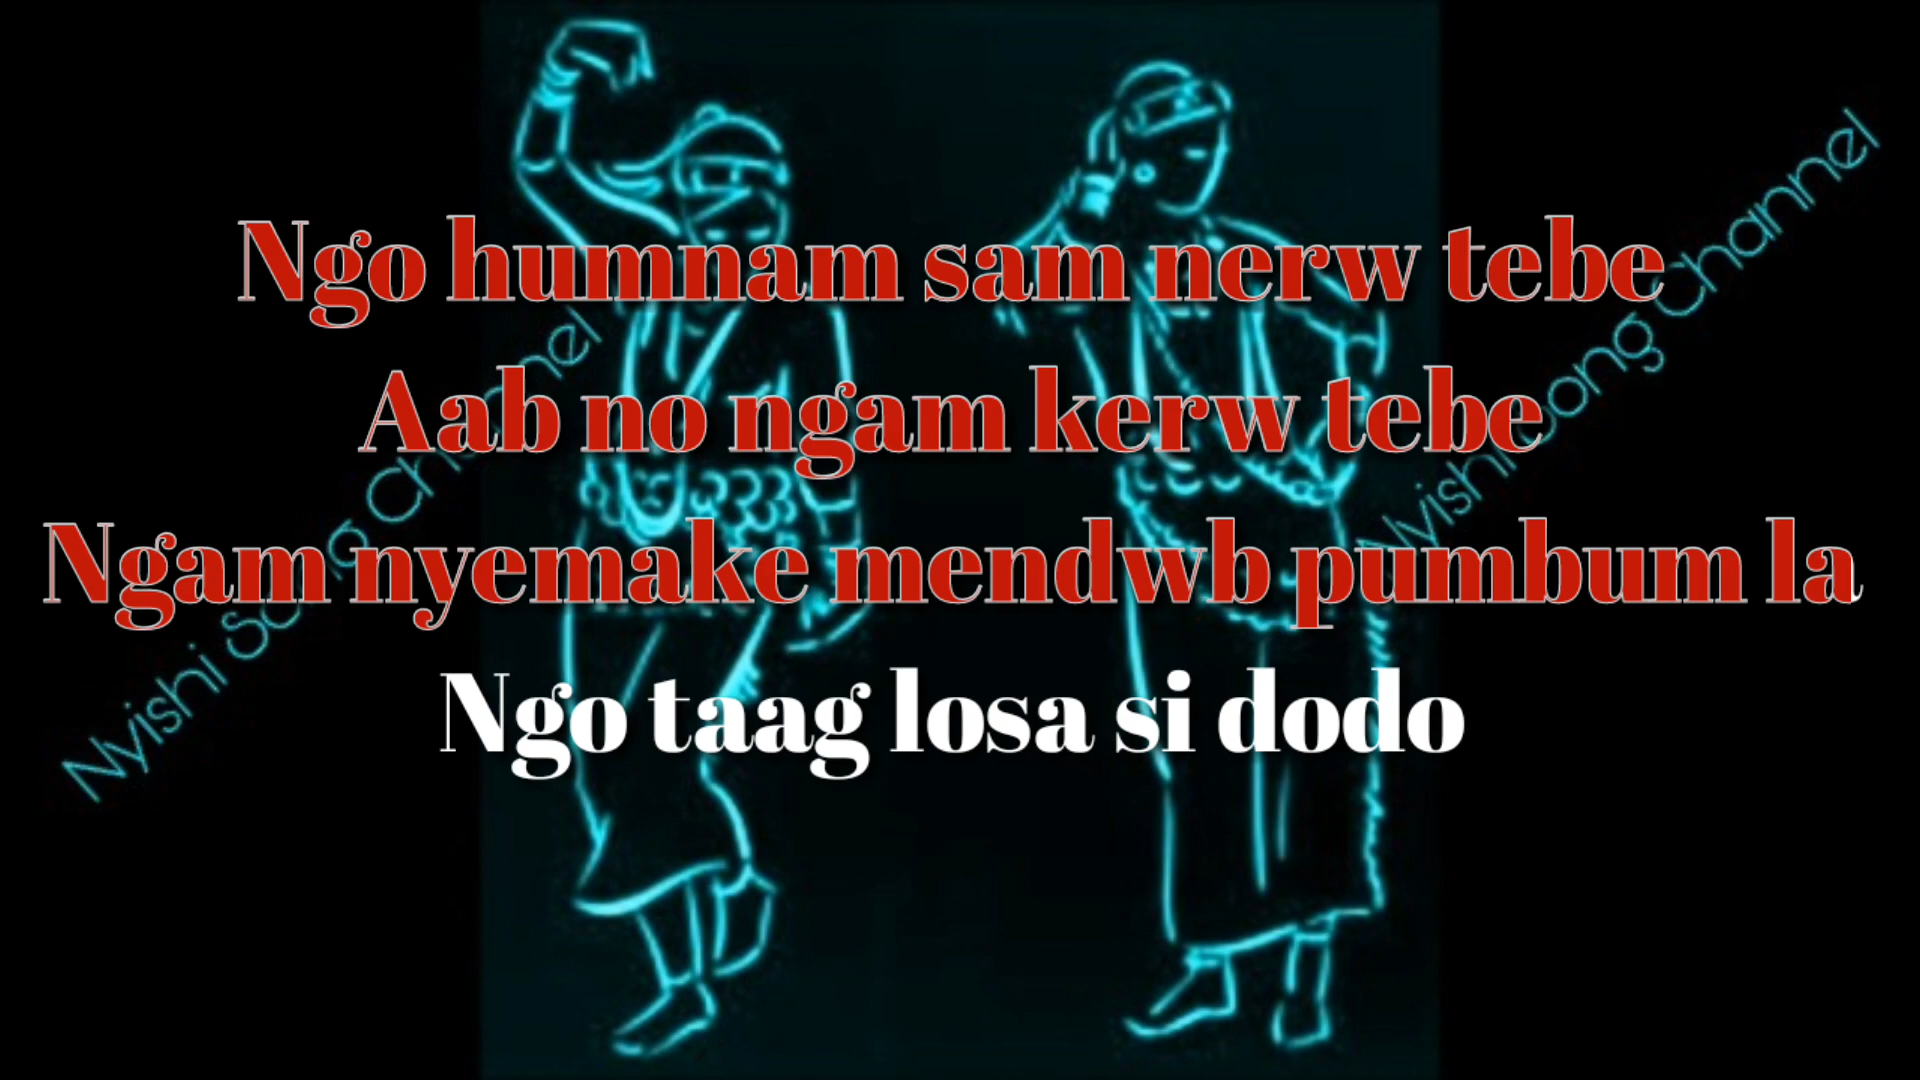 Ngo humnam sam nerw tebe
Aab no ngam kerw tebe
Ngam nyemake mendwb pumbum la
Ngo taag losa si dodo
Nyishi Song Channel
Nyishi Song Channel